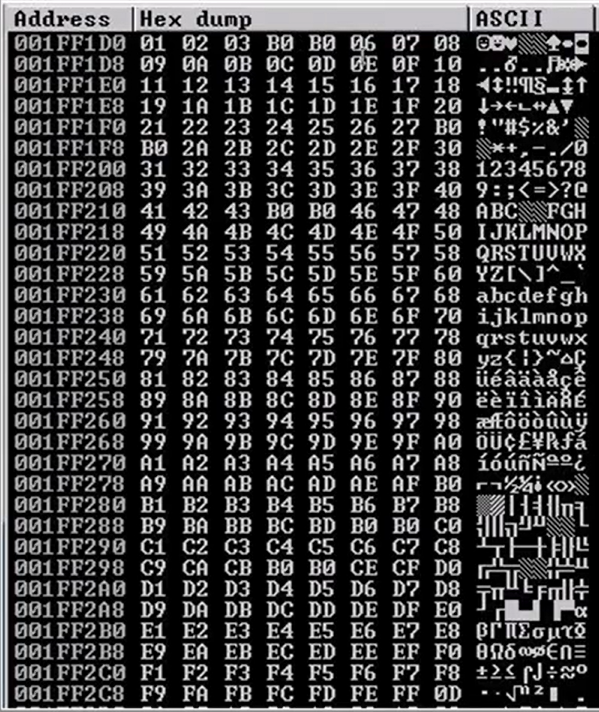 Address Hex dump ASCII
001FF1D0 01 02 03 B0 B0 06 07 08 ☺☻♥░░♠•◘
001FF1D8 09 0A 0B 0C 0D 0E 0F 10 ..♂..♫☼►
001FF1E0 11 12 13 14 15 16 17 18 ◄↕‼¶§▬↨↑
001FF1E8 19 1A 1B 1C 1D 1E 1F 20 ↓→←∟↔▲▼
001FF1F0 21 22 23 24 25 26 27 B0 !"#$%&'░
001FF1F8 B0 2A 2B 2C 2D 2E 2F 30 ░*+,-./0
001FF200 31 32 33 34 35 36 37 38 12345678
001FF208 39 3A 3B 3C 3D 3E 3F 40 9:;<=>?@
001FF210 41 42 43 B0 B0 46 47 48 ABC░░FGH
001FF218 49 4A 4B 4C 4D 4E 4F 50 IJKLMNOP
001FF220 51 52 53 54 55 56 57 58 QRSTUVWX
001FF228 59 5A 5B 5C 5D 5E 5F 60 YZ[\]^_`
001FF230 61 62 63 64 65 66 67 68 abcdefgh
001FF238 69 6A 6B 6C 6D 6E 6F 70 ijklmnop
001FF240 71 72 73 74 75 76 77 78 qrstuvwx
001FF248 79 7A 7B 7C 7D 7E 7F 80 yz{|}~⌂Ç
001FF250 81 82 83 84 85 86 87 88 üéâäàåçê
001FF258 89 8A 8B 8C 8D 8E 8F 90 ëèïîìÄÅÉ
001FF260 91 92 93 94 95 96 97 98 æÆôöòûùÿ
001FF268 99 9A 9B 9C 9D 9E 9F A0 ÖÜ¢£¥₧ƒá
001FF270 A1 A2 A3 A4 A5 A6 A7 A8 íóúñÑªº¿
001FF278 A9 AA AB AC AD AE AF B0 ⌐¬½¼¡«»░
001FF280 B1 B2 B3 B4 B5 B6 B7 B8 ▒▓│┤╡╢╖╕
001FF288 B9 BA BB BC BD B0 B0 C0 ╣║╗╝╜░░└
001FF290 C1 C2 C3 C4 C5 C6 C7 C8 ┴┬├─┼╞╟╚
001FF298 C9 CA CB B0 B0 CE CF D0 ╔╩╦░░╬╧╨
001FF2A0 D1 D2 D3 D4 D5 D6 D7 D8 ╤╥╙╘╒╓╫╪
001FF2A8 D9 DA DB DC DD DE DF E0 ┘┌█▄▌▐▀α
001FF2B0 E1 E2 E3 E4 E5 E6 E7 E8 βΓπΣσµτΦ
001FF2B8 E9 EA EB EC ED EE EF F0 ΘΩδ∞φε∩≡
001FF2C0 F1 F2 F3 F4 F5 F6 F7 F8 ±≥≤⌠⌡÷≈°
001FF2C8 F9 FA FB FC FD FE FF 0D ∙·√ⁿ²■ .